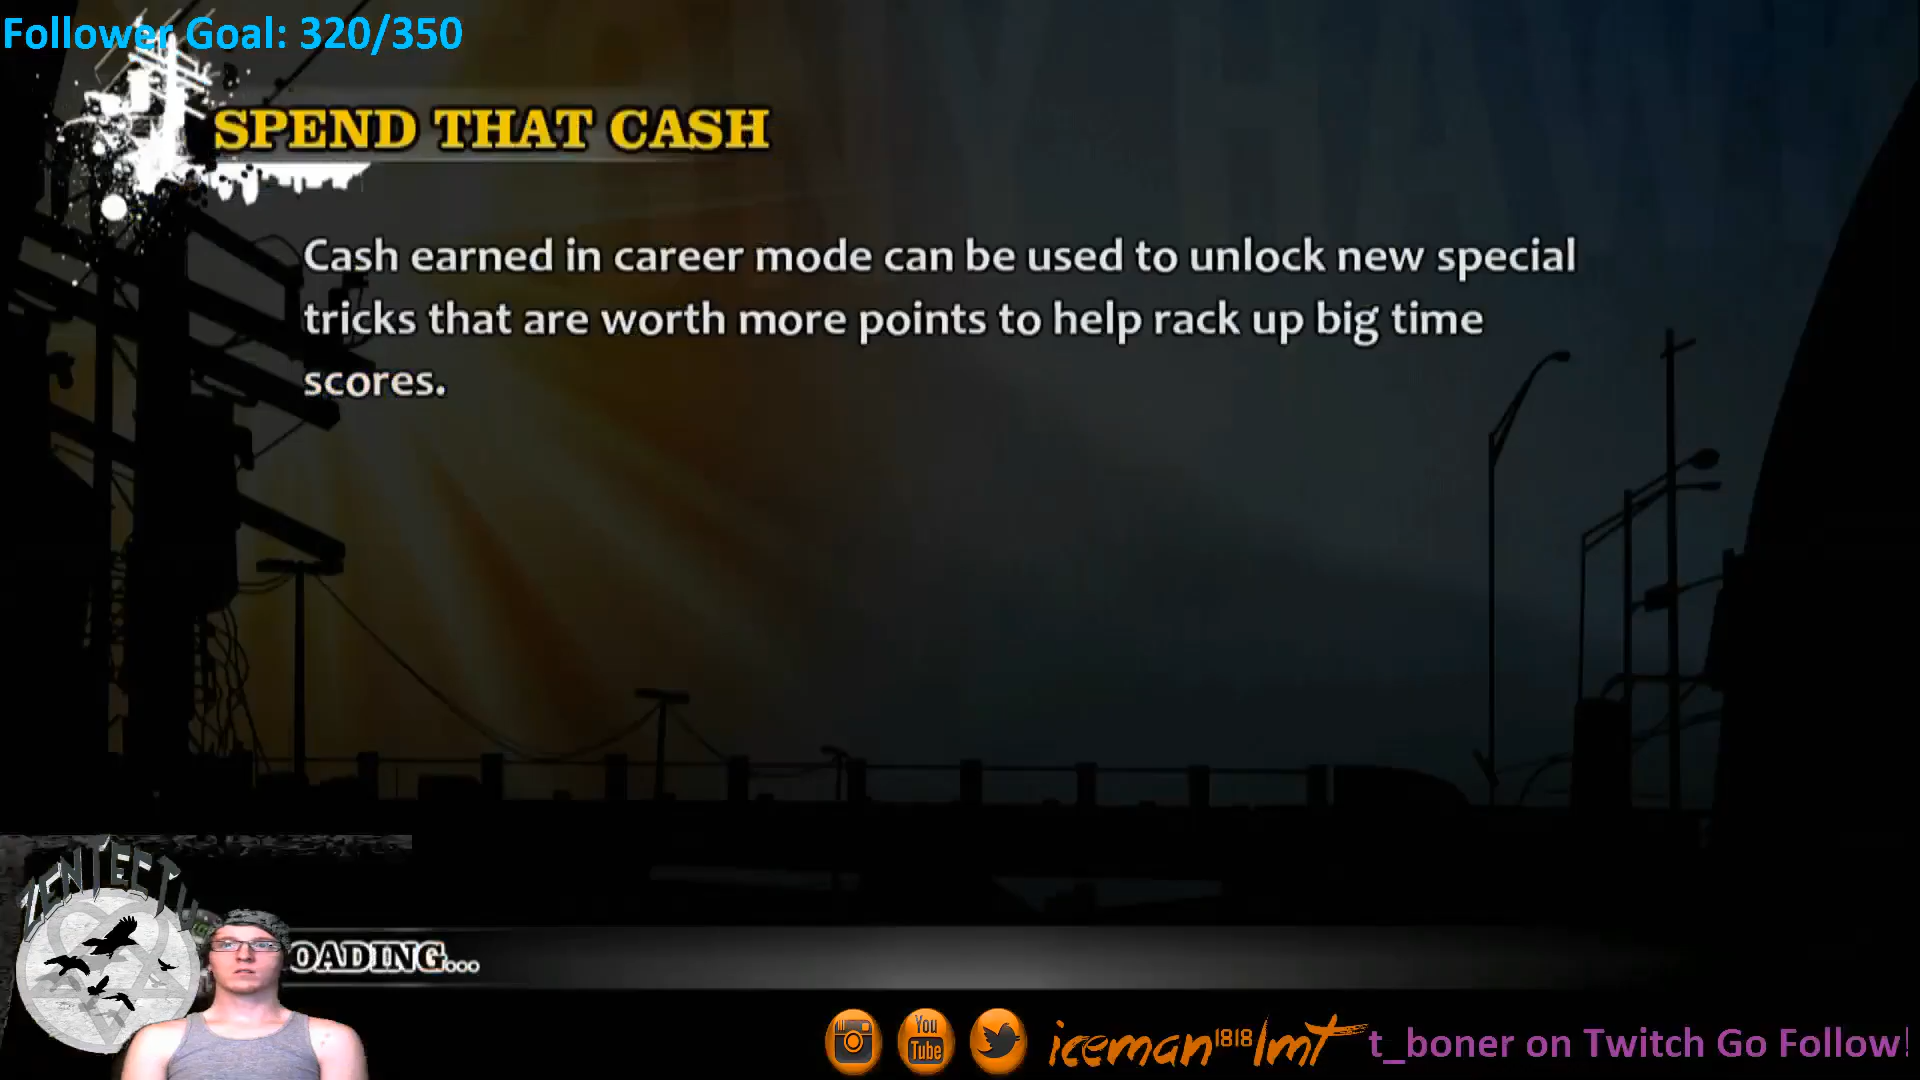 Follower Goal: 320/350
SPEND THAT CASH
Cash earned in career mode can be used to unlock new special
tricks that are worth more points to help rack up big time
scores.
ZENTECTU
OADING...
You
Tube
iceman1818lmt
t_boner on Twitch Go Follow!